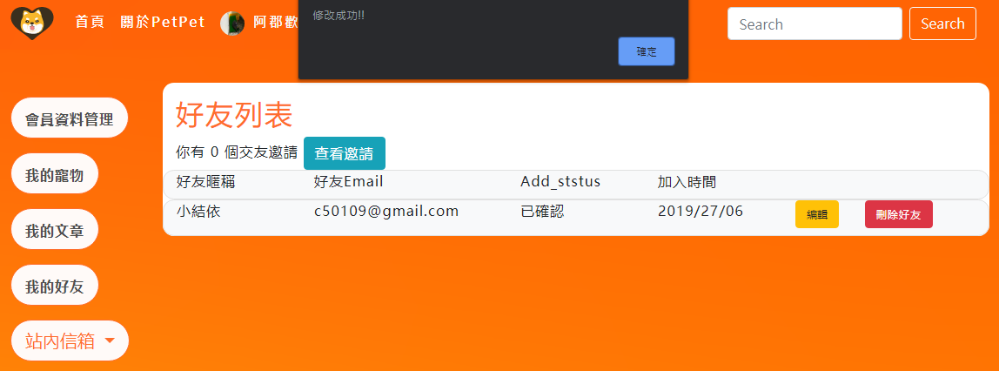 首頁 關於PetPet 阿郡歡
修改成功!!
確定
Search Search
會員資料管理
我的寵物
我的文章
我的好友
站內信箱
好友列表
你有 0 個交友邀請 查看邀請
好友暱稱 好友Email Add_ststus 加入時間
小結依 c50109@gmail.com 已確認 2019/27/06 編輯 刪除好友